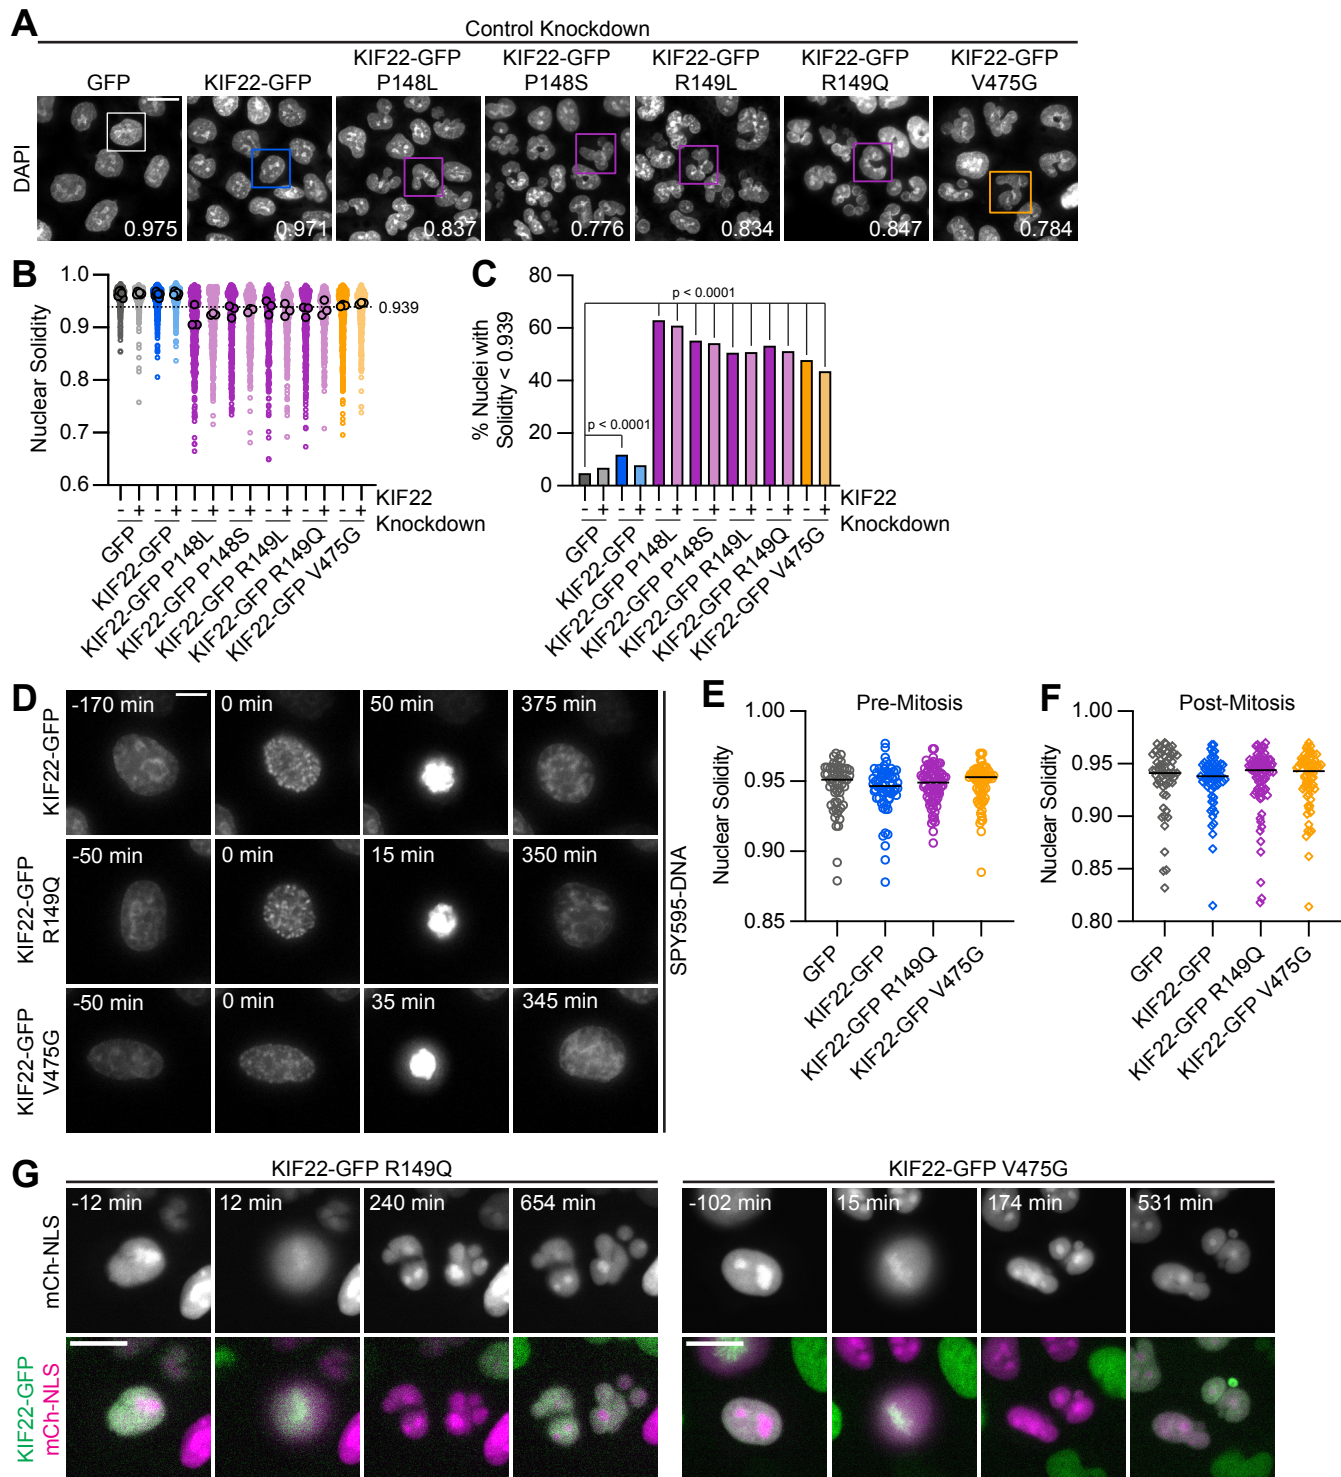 A
Control Knockdown
GFP
KIF22-GFP
KIF22-GFP
P148L
KIF22-GFP
P148S
KIF22-GFP
R149L
KIF22-GFP
R149Q
KIF22-GFP
V475G
DAPI
0.975
0.971
0.837
0.776
0.834
0.847
0.784
B
Nuclear Solidity
1.0
0.9
0.8
0.7
0.6
0.939
- + - + - + - + - + - + - +
KIF22
Knockdown
GFP
KIF22-GFP
KIF22-GFP P148L
KIF22-GFP P148S
KIF22-GFP R149L
KIF22-GFP R149Q
KIF22-GFP V475G
C
% Nuclei with
Solidity < 0.939
80
60
40
20
0
p < 0.0001
p < 0.0001
- + - + - + - + - + - + - +
KIF22
Knockdown
GFP
KIF22-GFP
KIF22-GFP P148L
KIF22-GFP P148S
KIF22-GFP R149L
KIF22-GFP R149Q
KIF22-GFP V475G
D
KIF22-GFP
-170 min
0 min
50 min
375 min
KIF22-GFP
R149Q
-50 min
0 min
15 min
350 min
KIF22-GFP
V475G
-50 min
0 min
35 min
345 min
SPY595-DNA
E
Pre-Mitosis
Nuclear Solidity
1.00
0.95
0.90
0.85
GFP
KIF22-GFP
KIF22-GFP R149Q
KIF22-GFP V475G
F
Post-Mitosis
Nuclear Solidity
1.00
0.95
0.90
0.85
0.80
GFP
KIF22-GFP
KIF22-GFP R149Q
KIF22-GFP V475G
G
KIF22-GFP R149Q
KIF22-GFP V475G
mCh-NLS
-12 min
12 min
240 min
654 min
-102 min
15 min
174 min
531 min
KIF22-GFP
mCh-NLS